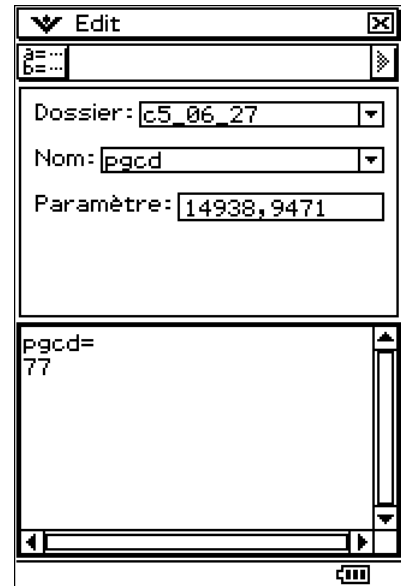 Edit
a=...
b=...
Dossier: c5_06_27
Nom: pgcd
Paramètre: 14938,9471
pgcd=
77